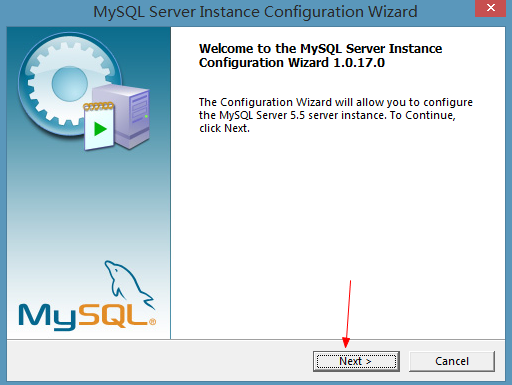 MySQL Server Instance Configuration Wizard
Welcome to the MySQL Server Instance
Configuration Wizard 1.0.17.0
The Configuration Wizard will allow you to configure
the MySQL Server 5.5 server instance. To Continue,
click Next.
MySQL®
Next >
Cancel